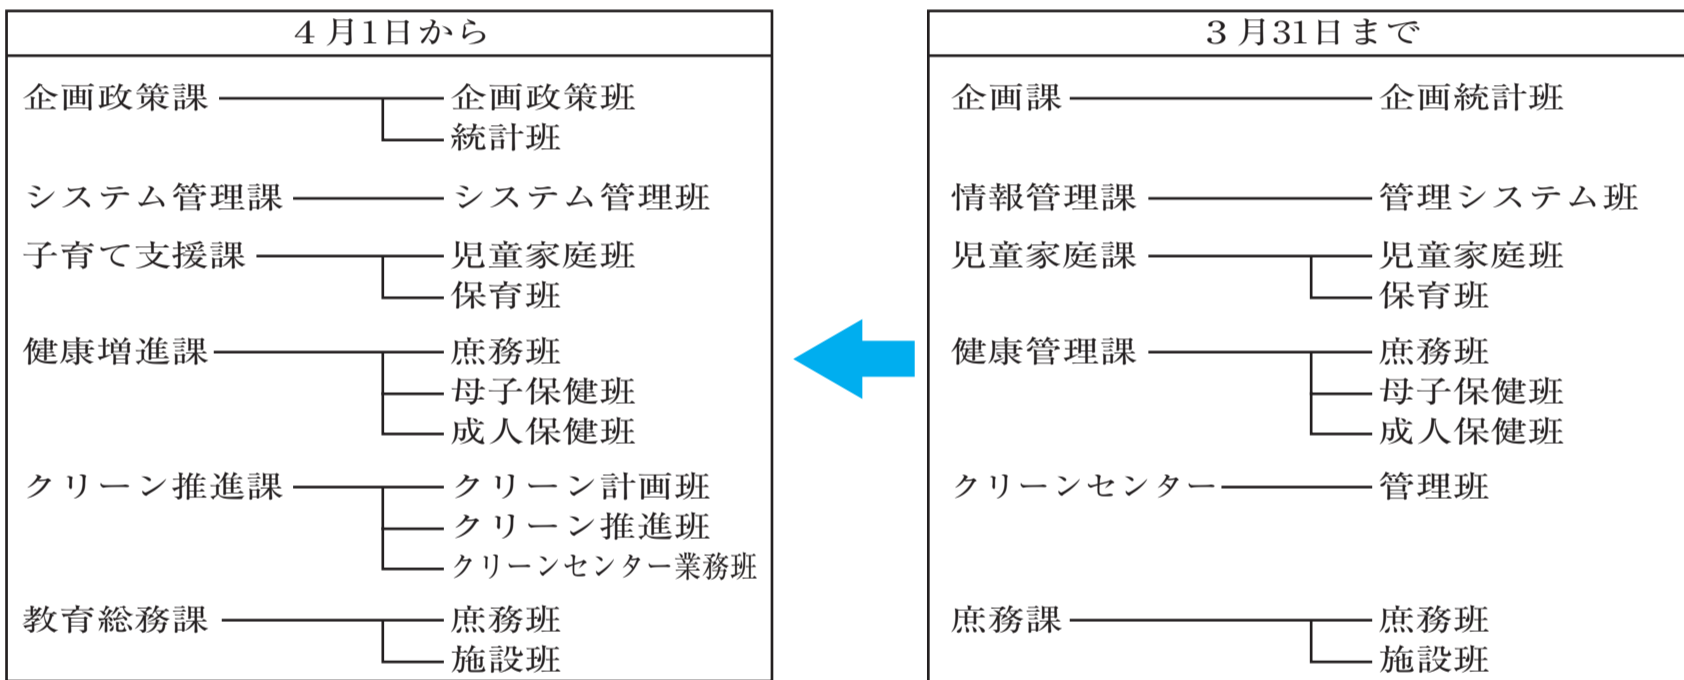 4月1日から
企画政策課 企画政策班
統計班
システム管理課 システム管理班
子育て支援課 児童家庭班
保育班
健康増進課 庶務班
母子保健班
成人保健班
クリーン推進課 クリーン計画班
クリーン推進班
クリーンセンター業務班
教育総務課 庶務班
施設班
3月31日まで
企画課 企画統計班
情報管理課 管理システム班
児童家庭課 児童家庭班
保育班
健康管理課 庶務班
母子保健班
成人保健班
クリーンセンター 管理班
庶務課 庶務班
施設班